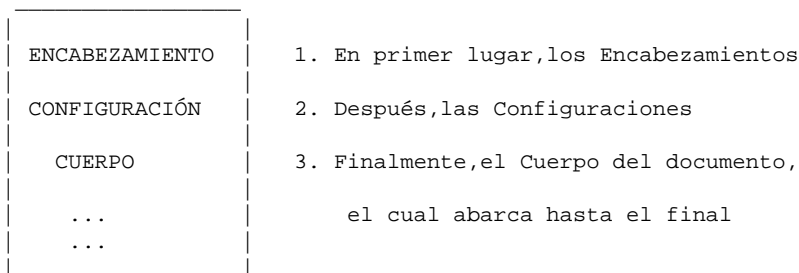 ENCABEZAMIENTO 1. En primer lugar,los Encabezamientos
CONFIGURACIÓN 2. Después,las Configuraciones
CUERPO 3. Finalmente,el Cuerpo del documento,
... el cual abarca hasta el final
...